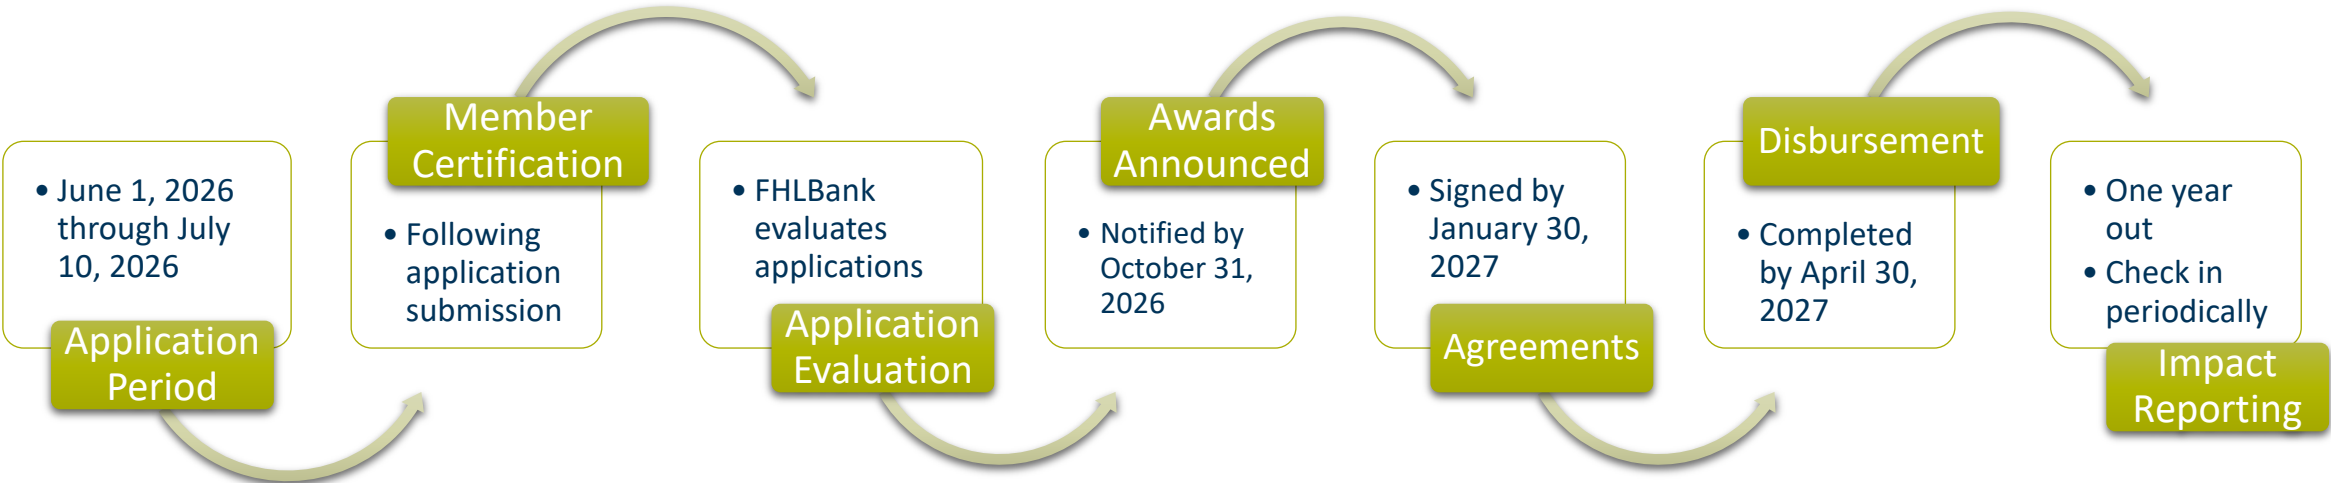 • June 1, 2026
through July
10, 2026
Application
Period
Member
Certification
• Following
application
submission
• FHLBank
evaluates
applications
Application
Evaluation
Awards
Announced
• Notified by
October 31,
2026
• Signed by
January 30,
2027
Agreements
Disbursement
• Completed
by April 30,
2027
• One year
out
• Check in
periodically
Impact
Reporting